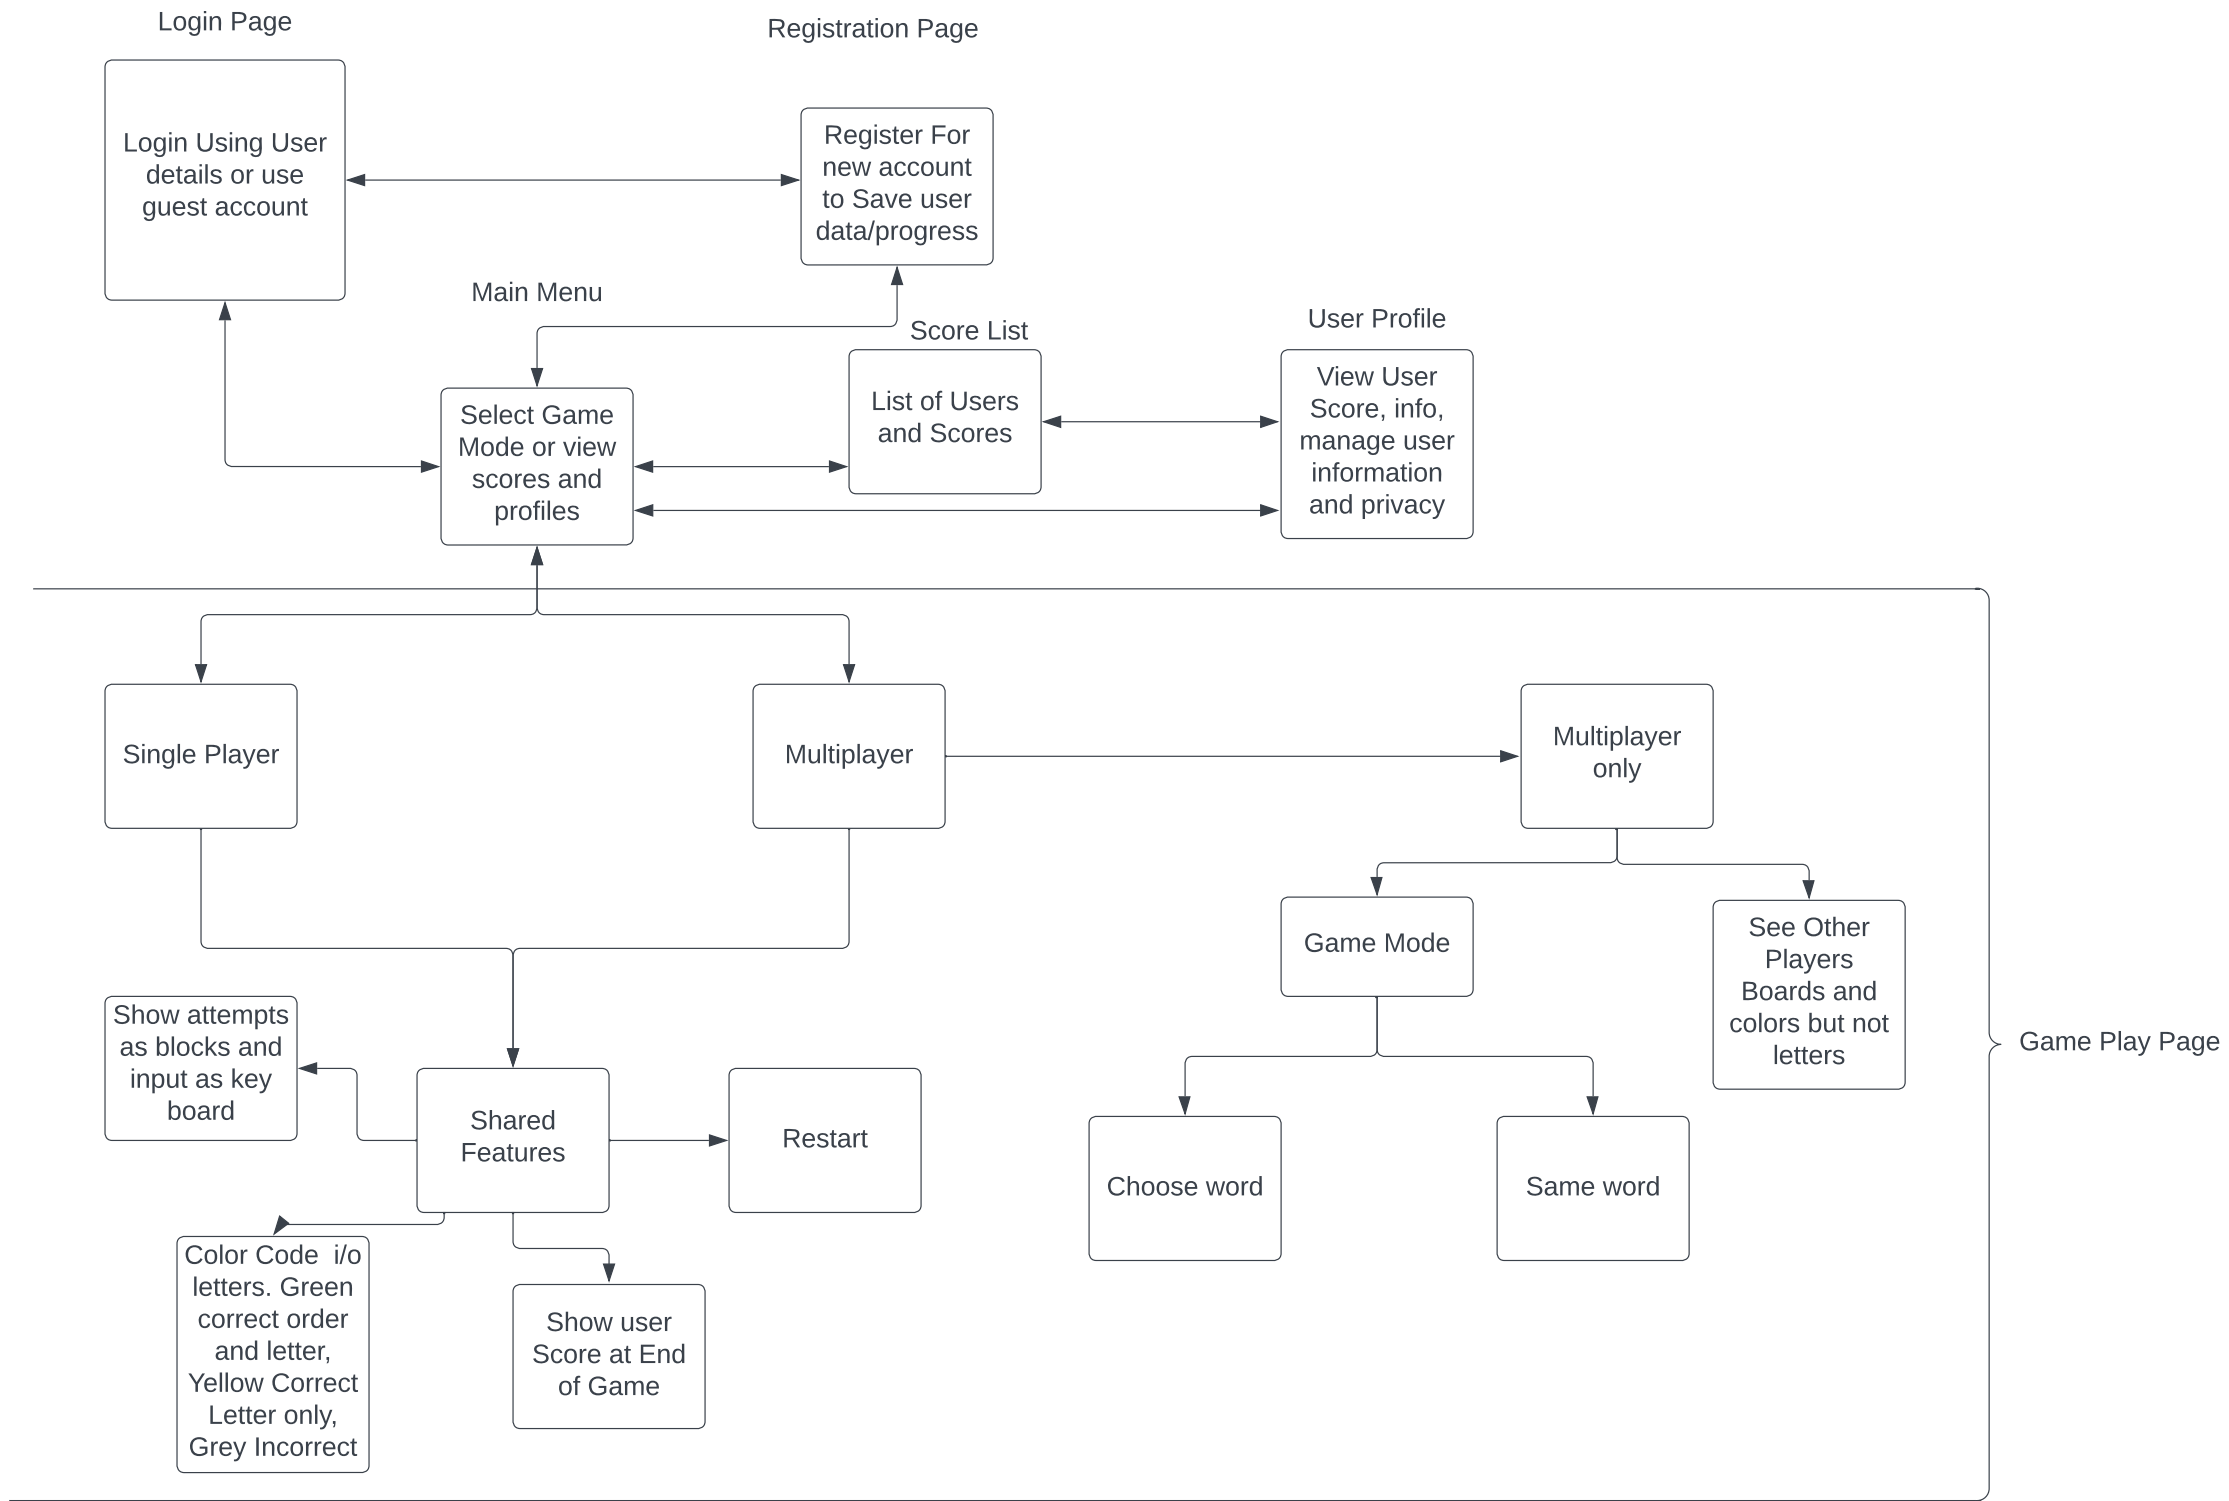 Login Page
Registration Page
Login Using User
details or use
guest account
Register For
new account
to Save user
data/progress
Main Menu
Score List
User Profile
Select Game
Mode or view
scores and
profiles
List of Users
and Scores
View User
Score, info,
manage user
information
and privacy
Single Player
Multiplayer
Multiplayer
only
Game Mode
See Other
Players
Boards and
colors but not
letters
Game Play Page
Show attempts
as blocks and
input as key
board
Shared
Features
Restart
Choose word
Same word
Color Code  i/o
letters. Green
correct order
and letter,
Yellow Correct
Letter only,
Grey Incorrect
Show user
Score at End
of Game